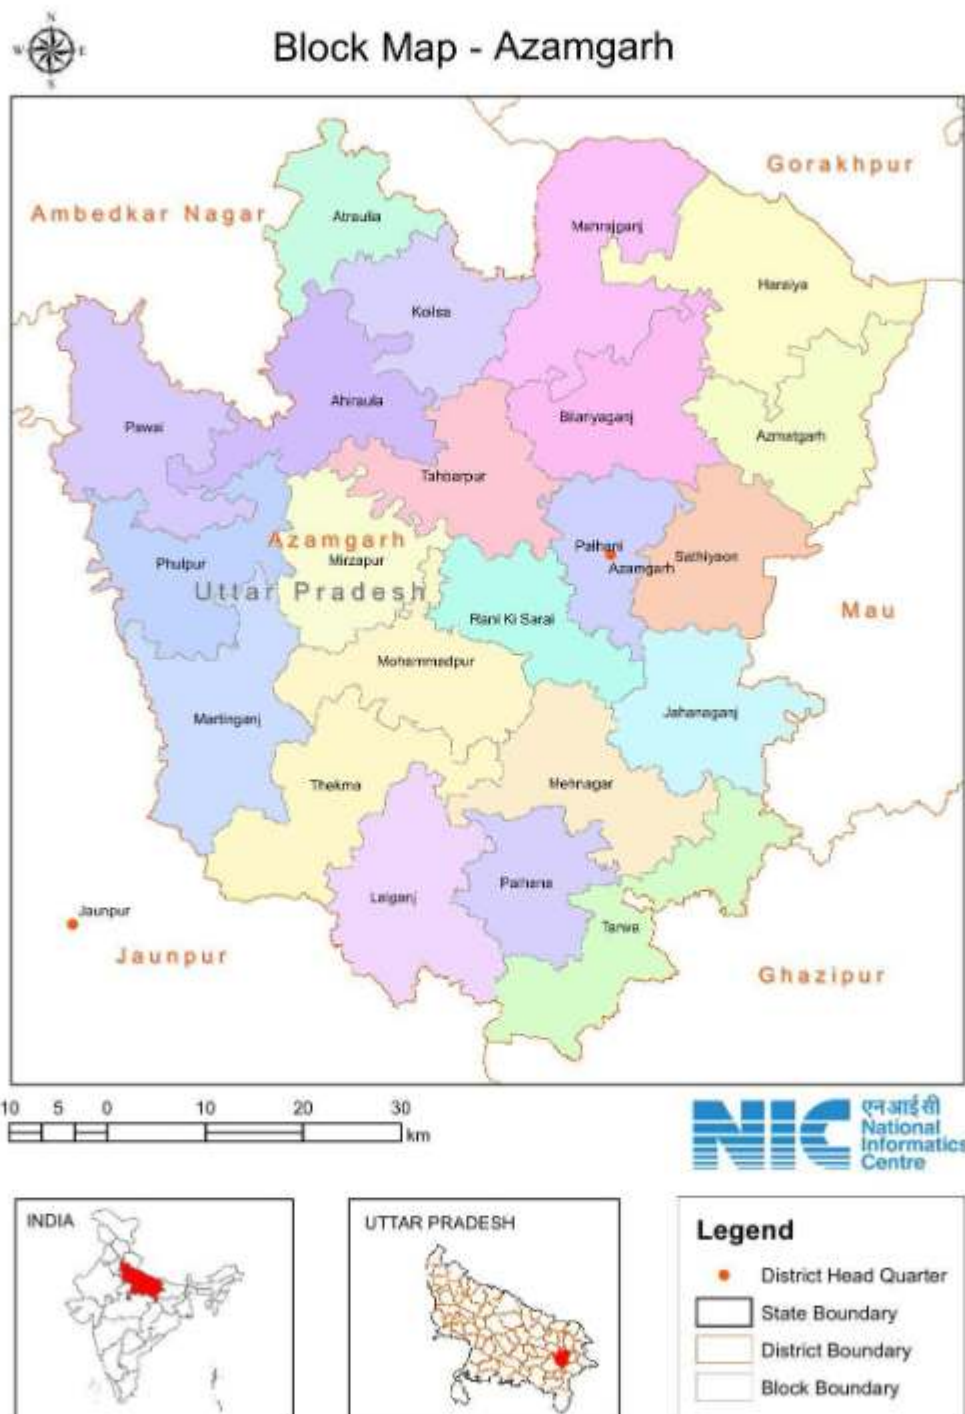 N
W E
S
Block Map - Azamgarh
Gorakhpur
Ambedkar Nagar
Atraulia
Maharajganj
Haraiya
Koilsa
Ahiraula
Pawai
Bilariyaganj
Azmatgarh
Tahbarpur
Azamgarh
Mirzapur
Phulpur
Palhani
Azamgarh
Sathiyaon
Uttar Pradesh
Rani Ki Sarai
Mau
Mohammadpur
Martinganj
Jahanaganj
Thekma
Mehnagar
Palhana
Lalganj
Jaunpur
Tarwa
Jaunpur
Ghazipur
10 5 0 10 20 30
km
NIC
एनआईसी
National
Informatics
Centre
INDIA
UTTAR PRADESH
Legend
District Head Quarter
State Boundary
District Boundary
Block Boundary